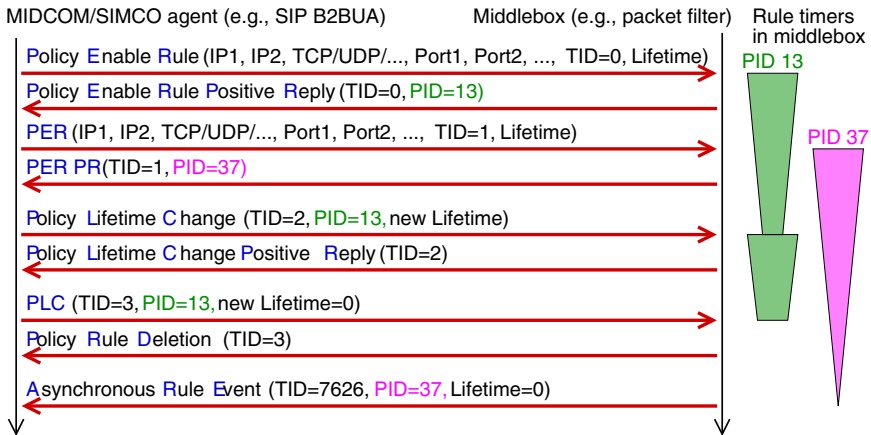 MIDCOM/SIMCO agent (e.g., SIP B2BUA)
Middlebox (e.g., packet filter)
Rule timers
in middlebox
Policy Enable Rule (IP1, IP2, TCP/UDP/..., Port1, Port2, ..., TID=0, Lifetime)
PID 13
Policy Enable Rule Positive Reply (TID=0, PID=13)
PER (IP1, IP2, TCP/UDP/..., Port1, Port2, ..., TID=1, Lifetime)
PID 37
PER PR(TID=1, PID=37)
Policy Lifetime Change (TID=2, PID=13, new Lifetime)
Policy Lifetime Change Positive Reply (TID=2)
PLC (TID=3, PID=13, new Lifetime=0)
Policy Rule Deletion (TID=3)
Asynchronous Rule Event (TID=7626, PID=37, Lifetime=0)